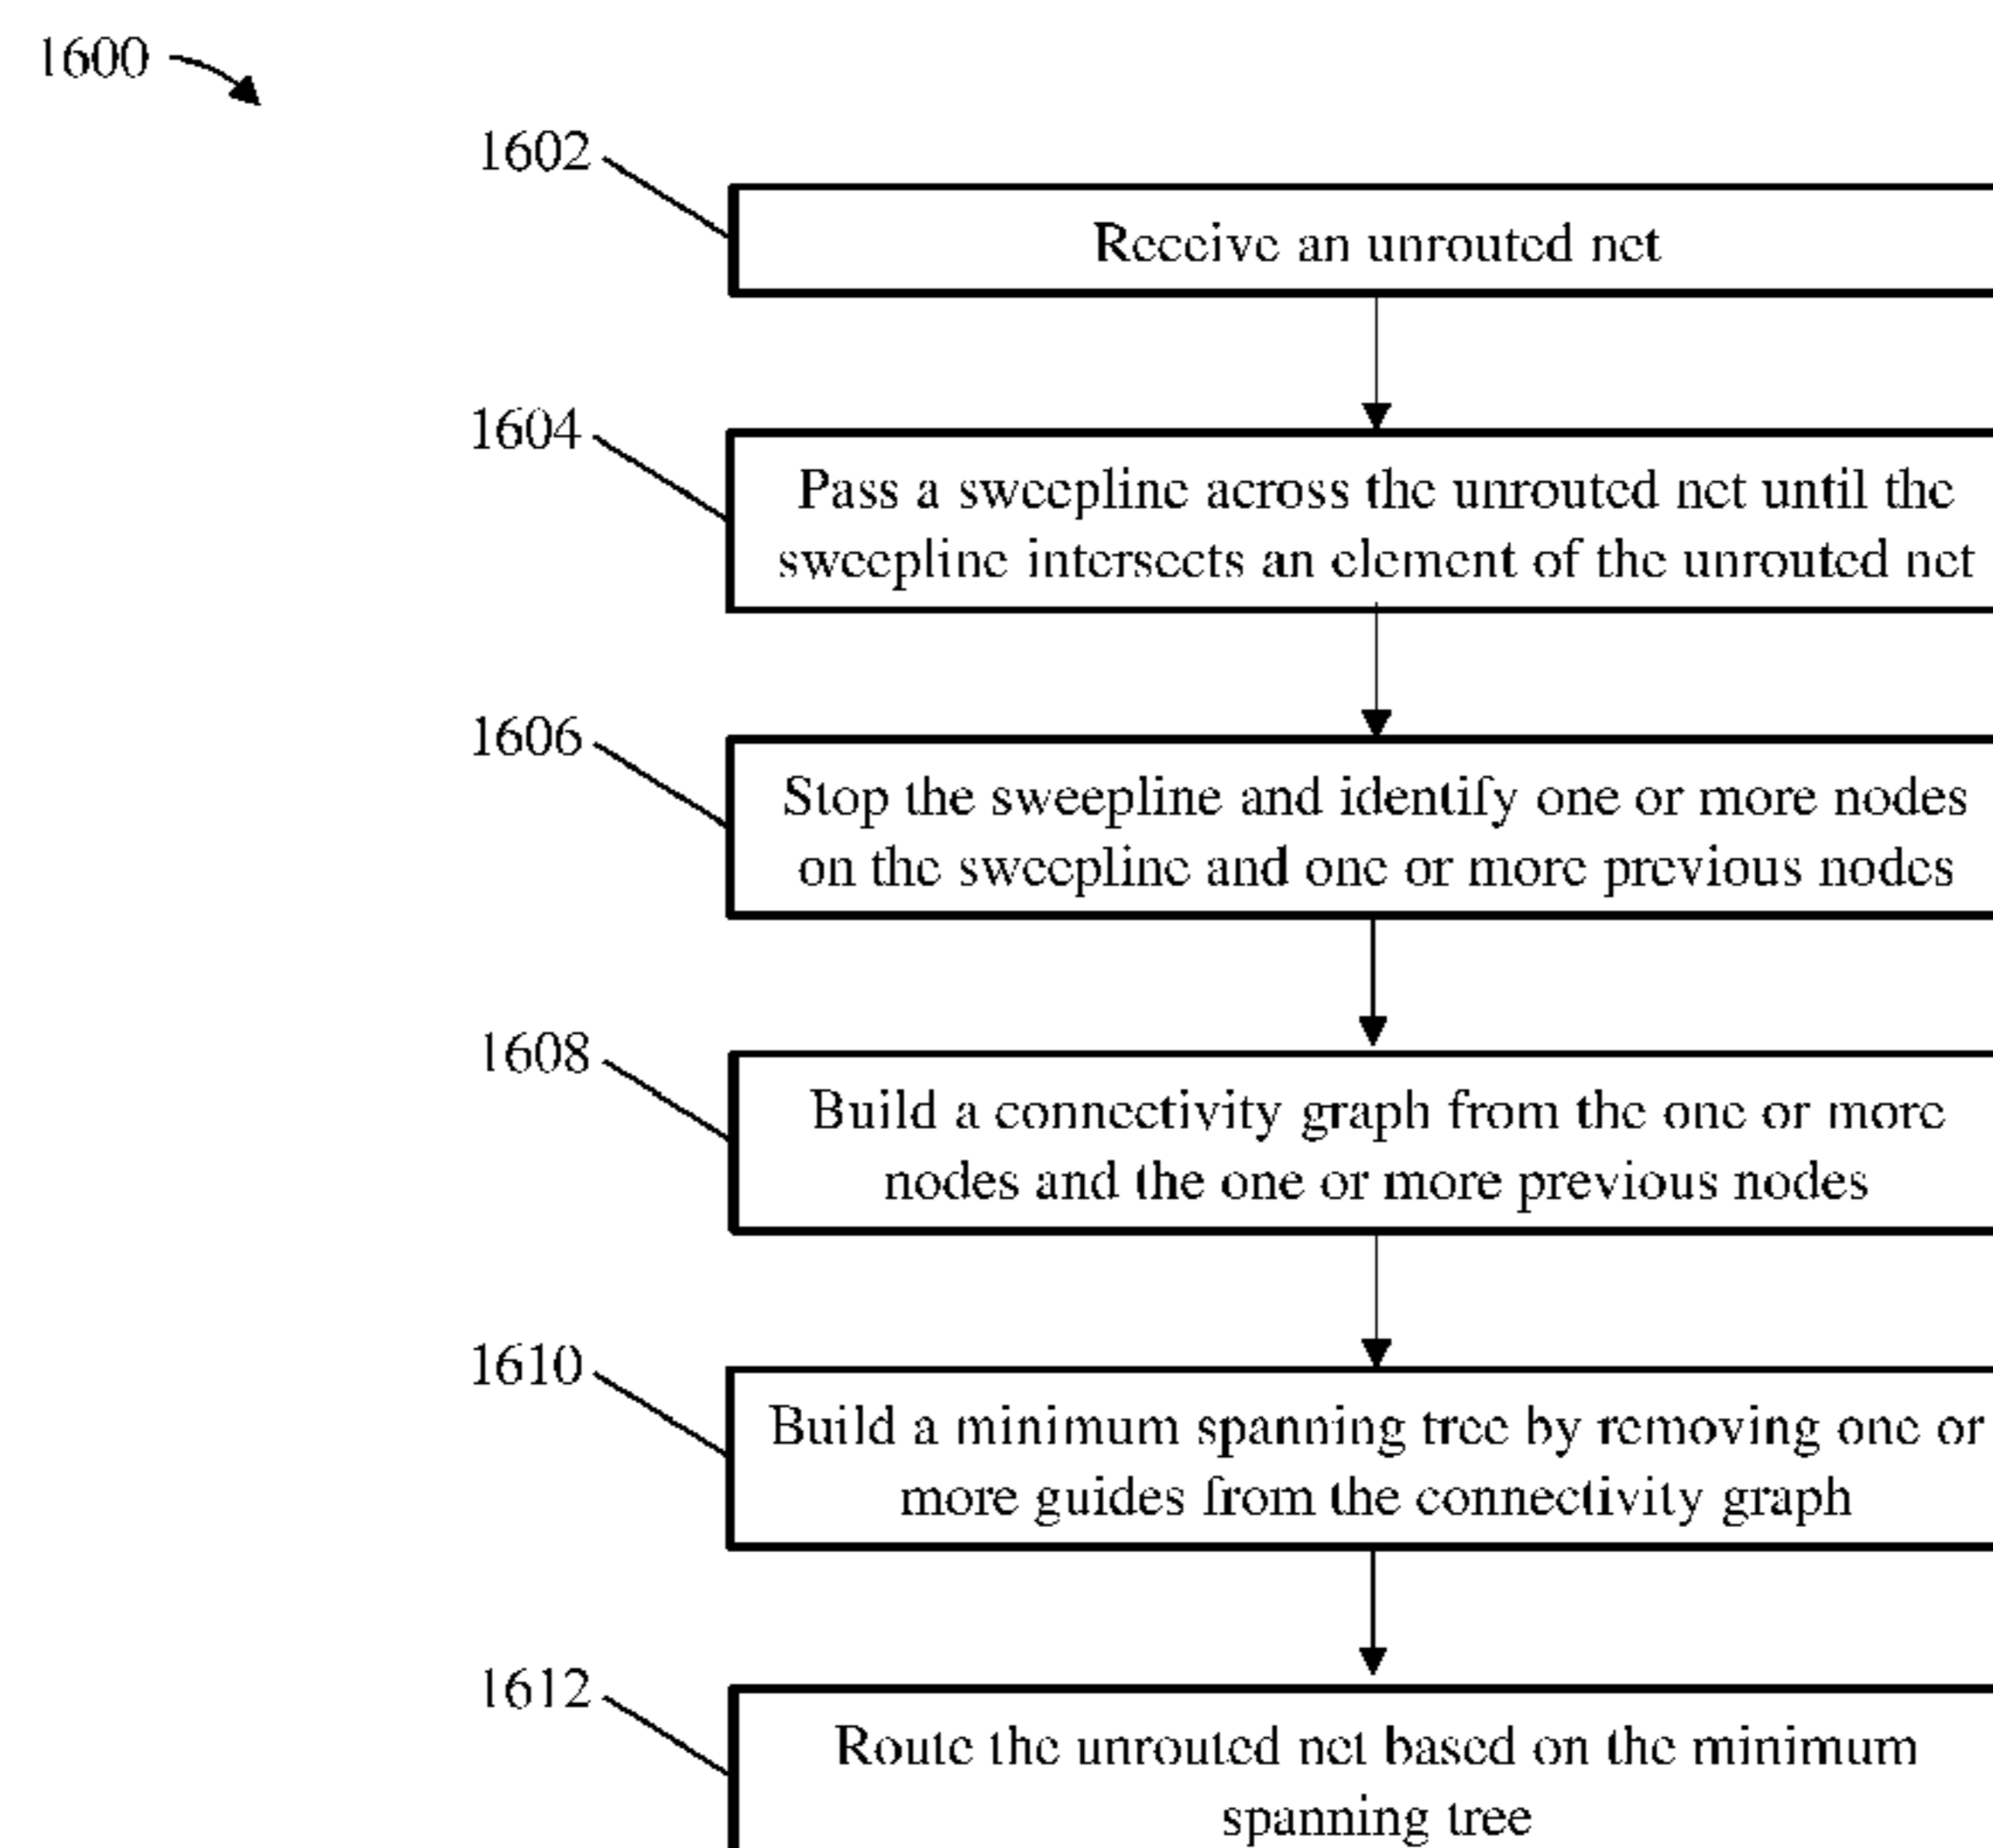 1600
1602
Receive an unrouted net
1604
Pass a sweepline across the unrouted net until the
sweepline intersects an element of the unrouted net
1606
Stop the sweepline and identify one or more nodes
on the sweepline and one or more previous nodes
1608
Build a connectivity graph from the one or more
nodes and the one or more previous nodes
1610
Build a minimum spanning tree by removing one or
more guides from the connectivity graph
1612
Route the unrouted net based on the minimum
spanning tree